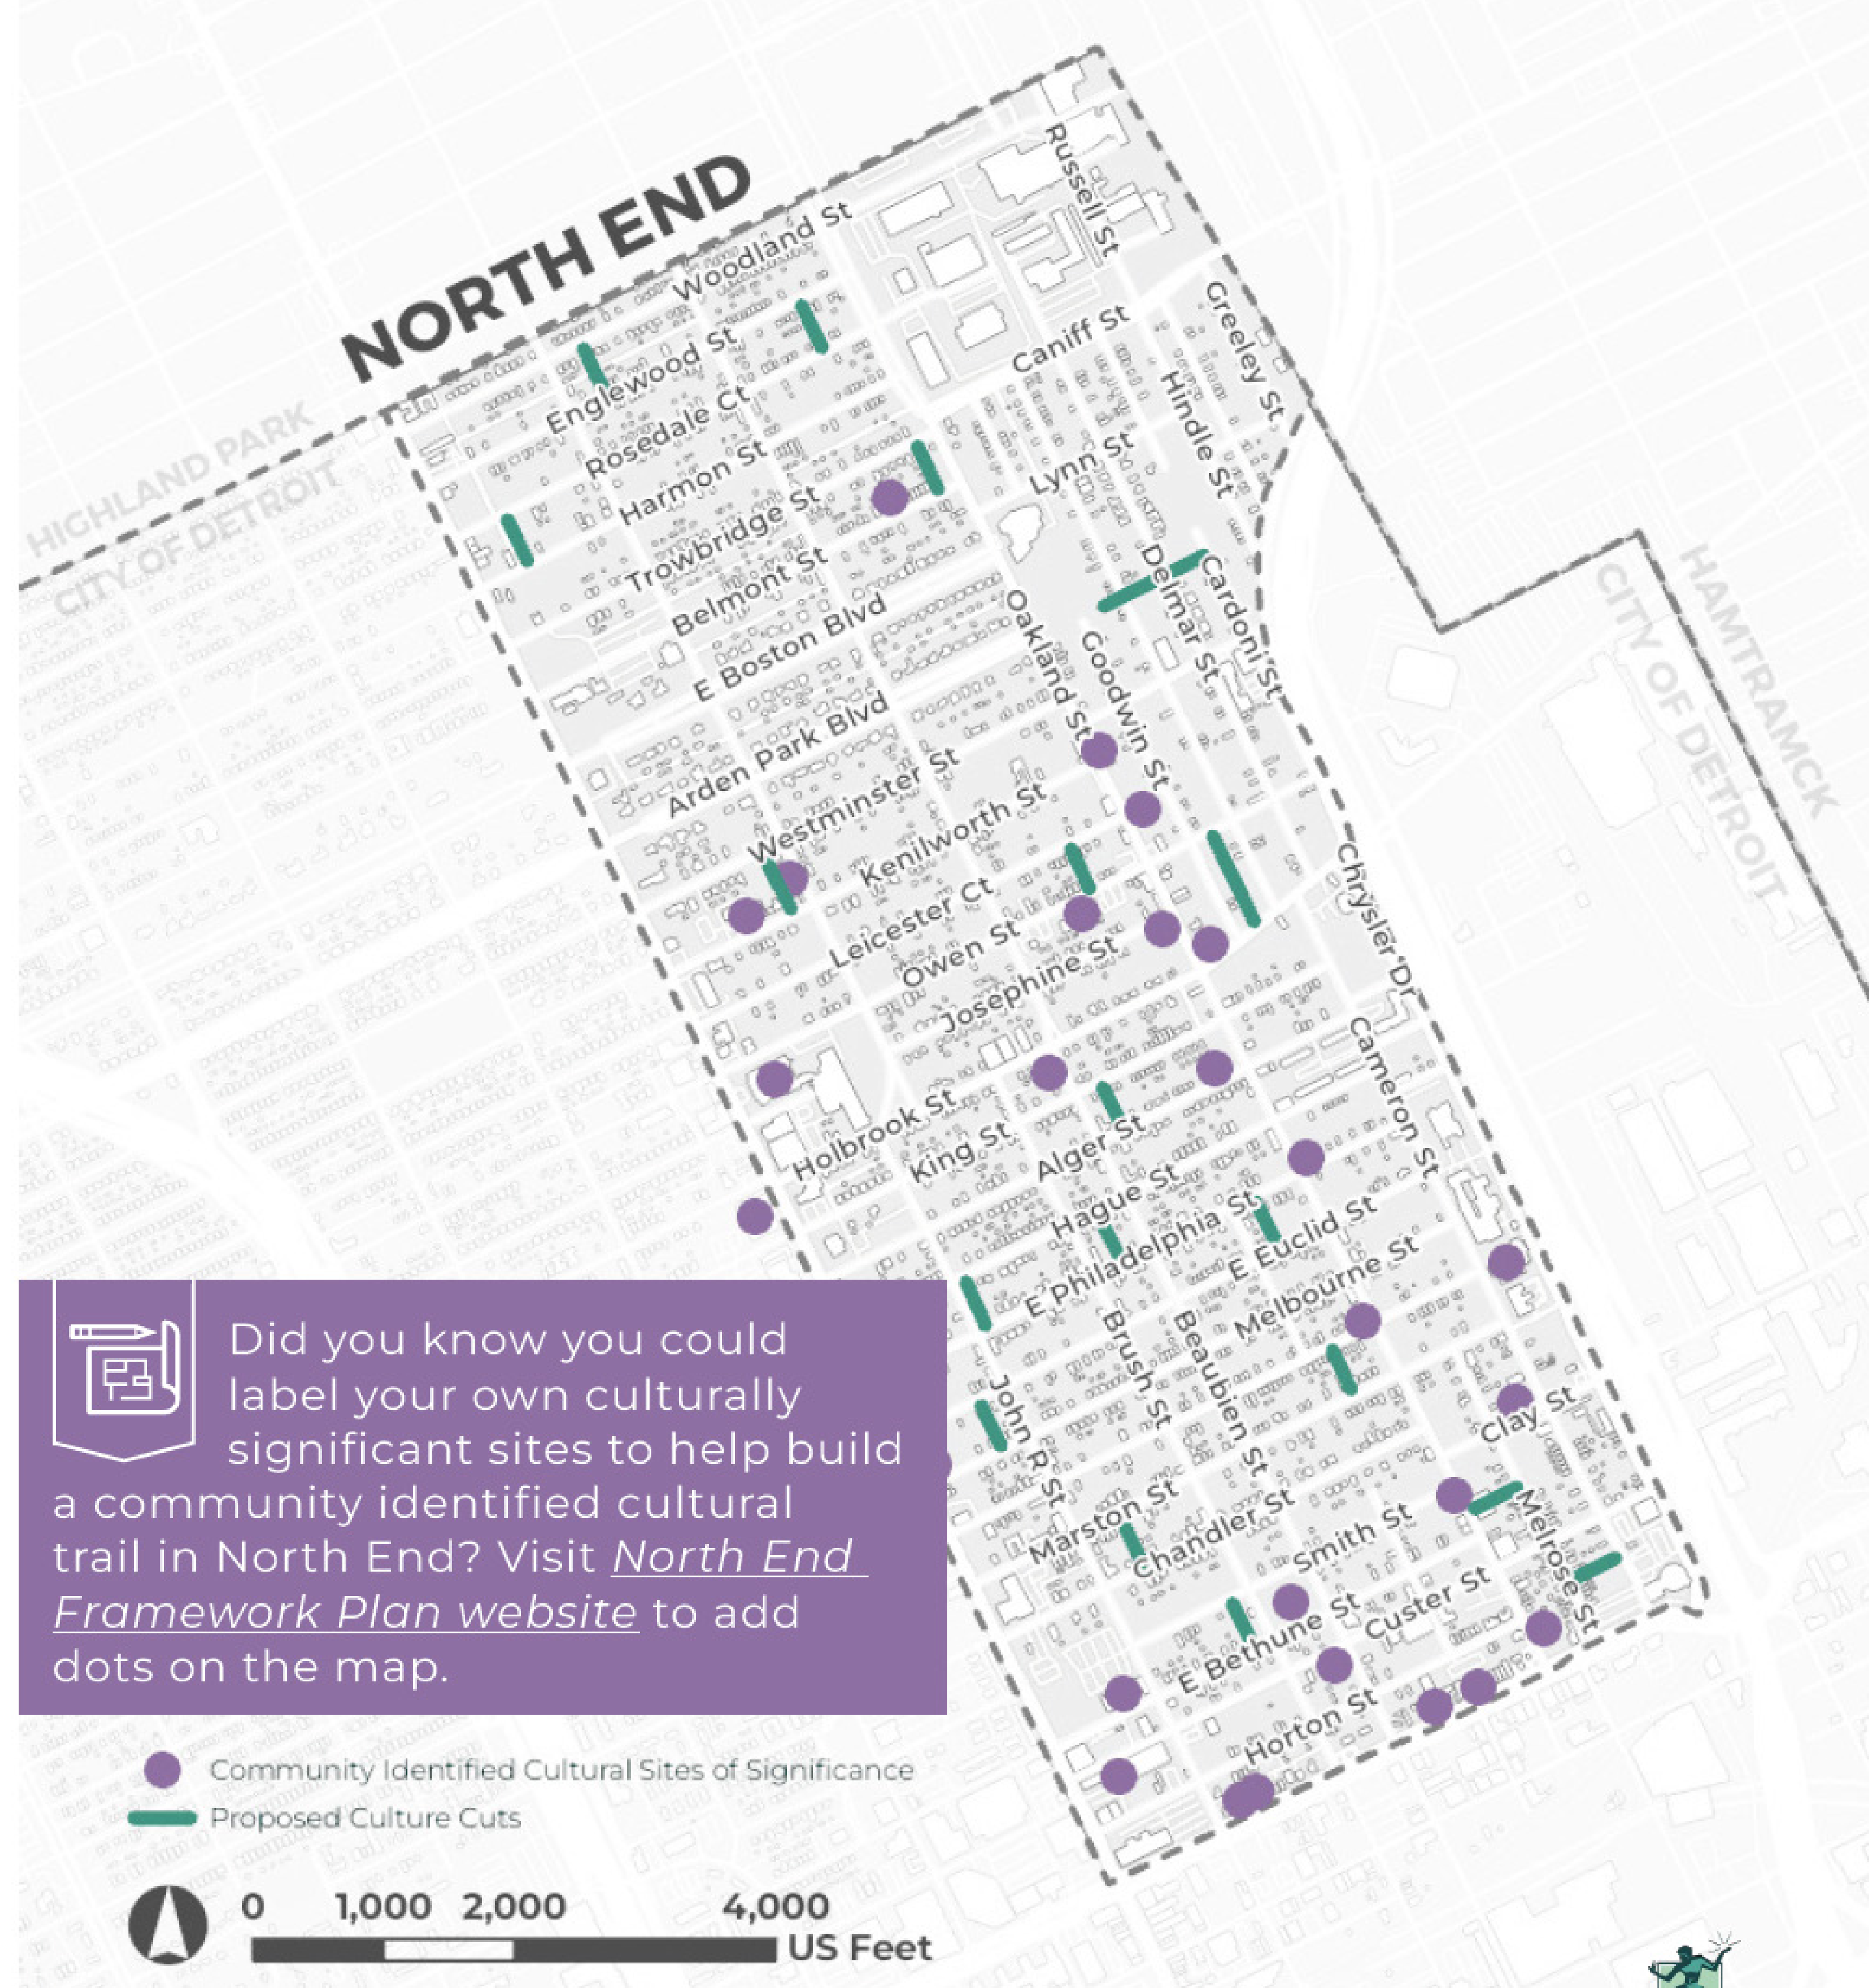 NORTH END
HIGHLAND PARK
CITY OF DETROIT
Russell St
Woodland St
Greeley St
Caniff St
Englewood St
Rosedale Ct
Hindle St
Harmon St
Lynn St
Trowbridge St
Belmont St
Delmar St
Cardoni St
E Boston Blvd
Oakland St
Goodwin St
HAMTRAMCK
CITY OF DETROIT
Arden Park Blvd
Westminster St
Kenilworth St
Chrysler Dr
Leicester Ct
Owen St
Josephine St
Cameron St
Holbrook St
King St
Alger St
Hague St
E Philadelphia St
E Euclid St
Melbourne St
Brush St
Beaubien St
John R St
Clay St
Marston St
Chandler St
Smith St
Melrose St
E Bethune St
Custer St
Horton St
Did you know you could
label your own culturally
significant sites to help build
a community identified cultural
trail in North End? Visit North End
Framework Plan website to add
dots on the map.
Community Identified Cultural Sites of Significance
Proposed Culture Cuts
0 1,000 2,000 4,000
US Feet